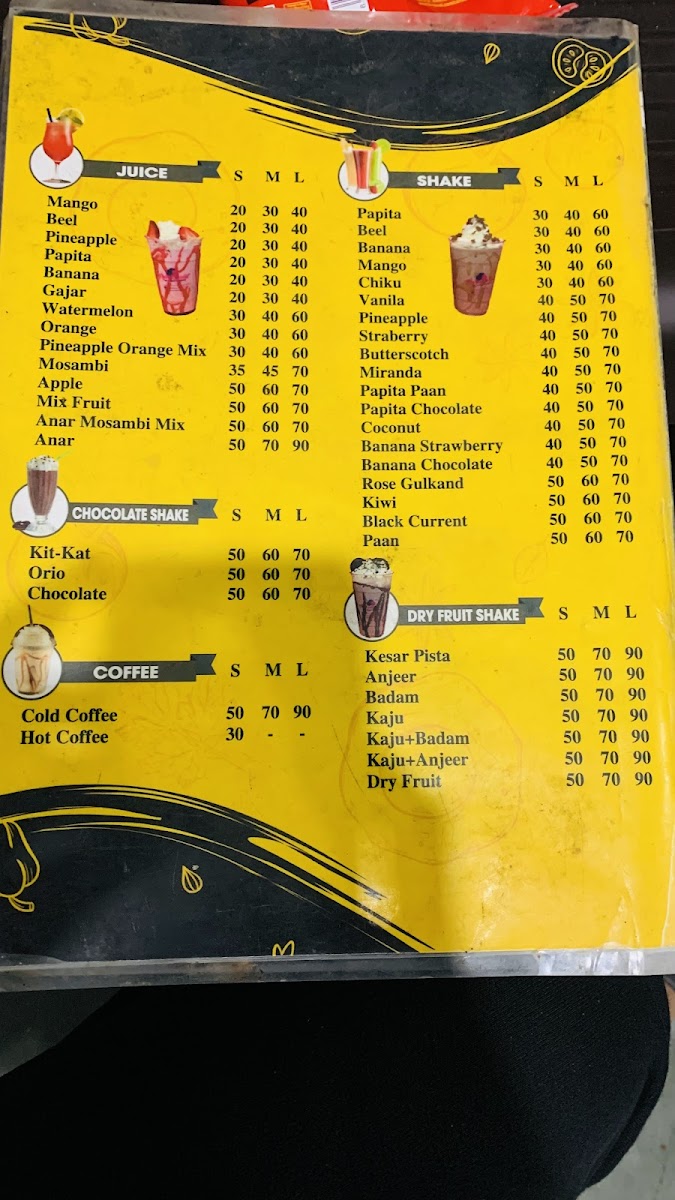 JUICE S M L
Mango 20 30 40
Beel 20 30 40
Pineapple 20 30 40
Papita 20 30 40
Banana 20 30 40
Gajar 20 30 40
Watermelon 30 40 60
Orange 30 40 60
Pineapple Orange Mix 30 40 60
Mosambi 35 45 70
Apple 50 60 70
Mix Fruit 50 60 70
Anar Mosambi Mix 50 60 70
Anar 50 70 90
CHOCOLATE SHAKE S M L
Kit-Kat 50 60 70
Orio 50 60 70
Chocolate 50 60 70
COFFEE S M L
Cold Coffee 50 70 90
Hot Coffee 30 - -
SHAKE S M L
Papita 30 40 60
Beel 30 40 60
Banana 30 40 60
Mango 30 40 60
Chiku 30 40 60
Vanila 40 50 70
Pineapple 40 50 70
Straberry 40 50 70
Butterscotch 40 50 70
Miranda 40 50 70
Papita Paan 40 50 70
Papita Chocolate 40 50 70
Coconut 40 50 70
Banana Strawberry 40 50 70
Banana Chocolate 40 50 70
Rose Gulkand 50 60 70
Kiwi 50 60 70
Black Current 50 60 70
Paan 50 60 70
DRY FRUIT SHAKE S M L
Kesar Pista 50 70 90
Anjeer 50 70 90
Badam 50 70 90
Kaju 50 70 90
Kaju+Badam 50 70 90
Kaju+Anjeer 50 70 90
Dry Fruit 50 70 90